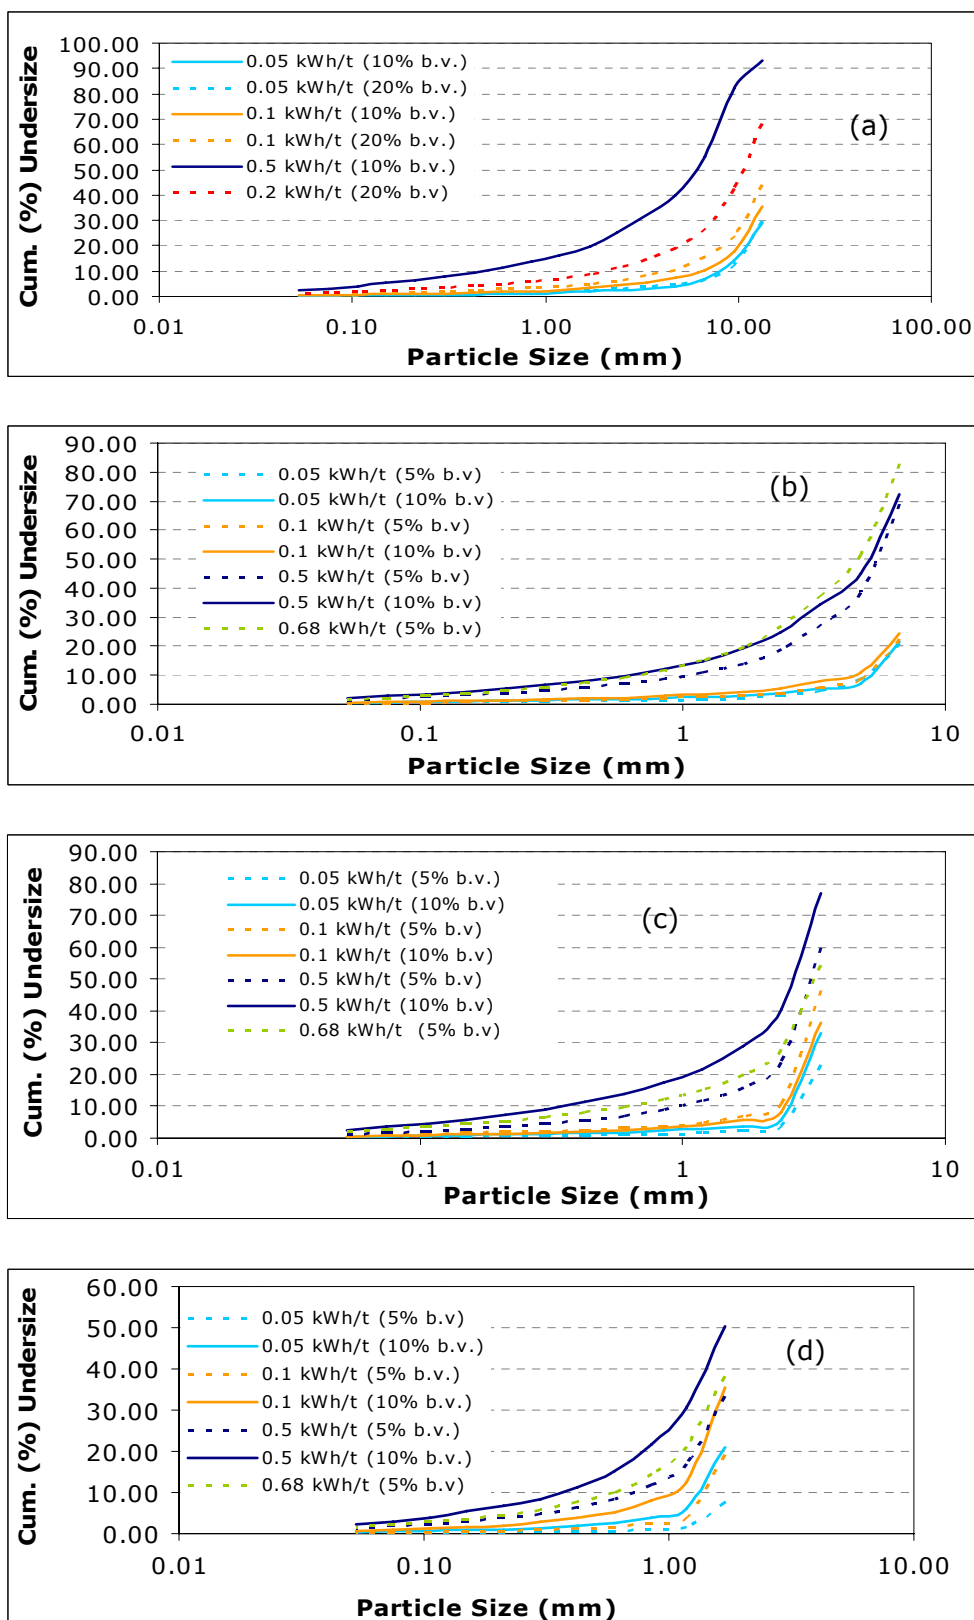 100.00
90.00
80.00
70.00
60.00
50.00
40.00
30.00
20.00
10.00
0.00
Cum. (%) Undersize
0.05 kWh/t (10% b.v.)
0.05 kWh/t (20% b.v.)
0.1 kWh/t (10% b.v.)
0.1 kWh/t (20% b.v.)
0.5 kWh/t (10% b.v.)
0.2 kWh/t (20% b.v)
(a)
0.01 0.10 1.00 10.00 100.00
Particle Size (mm)
90.00
80.00
70.00
60.00
50.00
40.00
30.00
20.00
10.00
0.00
Cum. (%) Undersize
0.05 kWh/t (5% b.v)
0.05 kWh/t (10% b.v)
0.1 kWh/t (5% b.v)
0.1 kWh/t (10% b.v)
0.5 kWh/t (5% b.v)
0.5 kWh/t (10% b.v)
0.68 kWh/t (5% b.v)
(b)
0.01 0.1 1 10
Particle Size (mm)
90.00
80.00
70.00
60.00
50.00
40.00
30.00
20.00
10.00
0.00
Cum. (%) Undersize
0.05 kWh/t (5% b.v.)
0.05 kWh/t (10% b.v)
0.1 kWh/t (5% b.v)
0.1 kWh/t (10% b.v)
0.5 kWh/t (5% b.v)
0.5 kWh/t (10% b.v)
0.68 kWh/t (5% b.v)
(c)
0.01 0.1 1 10
Particle Size (mm)
60.00
50.00
40.00
30.00
20.00
10.00
0.00
Cum. (%) Undersize
0.05 kWh/t (5% b.v)
0.05 kWh/t (10% b.v.)
0.1 kWh/t (5% b.v.)
0.1 kWh/t (10% b.v.)
0.5 kWh/t (5% b.v.)
0.5 kWh/t (10% b.v.)
0.68 kWh/t (5% b.v)
(d)
0.01 0.10 1.00 10.00
Particle Size (mm)